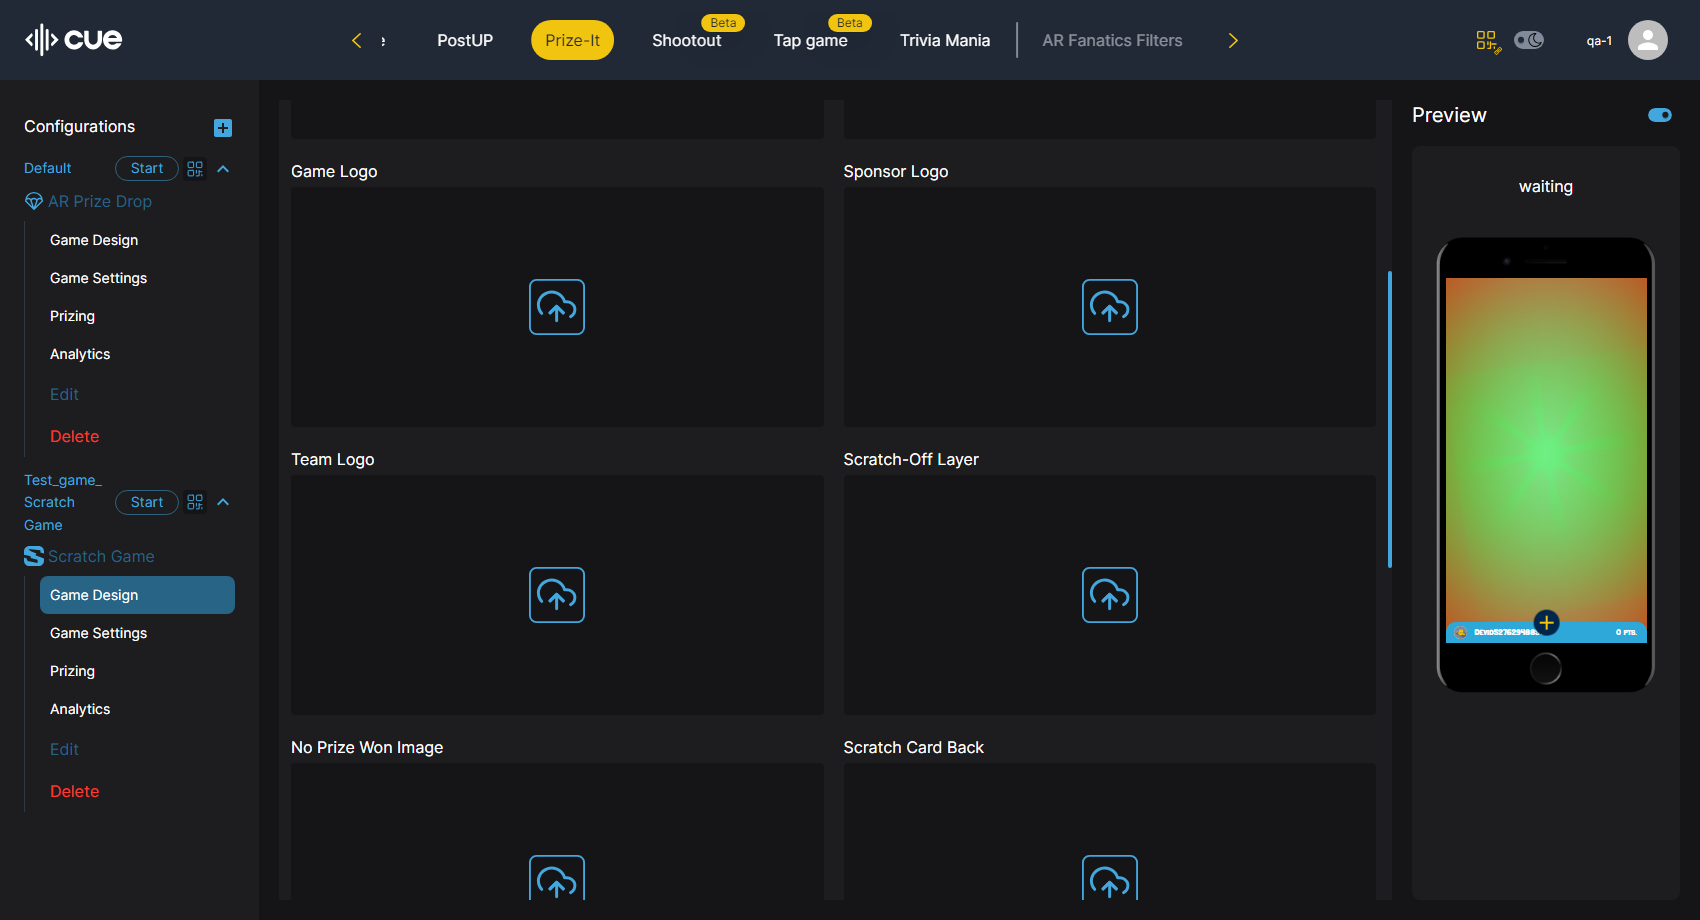 cue
PostUP
Prize-It
Shootout
Beta
Tap game
Beta
Trivia Mania
AR Fanatics Filters
qa-1
Configurations
Default
Start
AR Prize Drop
Game Design
Game Settings
Prizing
Analytics
Edit
Delete
Test_game_
Scratch
Game
Start
Scratch Game
Game Design
Game Settings
Prizing
Analytics
Edit
Delete
Game Logo
Sponsor Logo
Team Logo
Scratch-Off Layer
No Prize Won Image
Scratch Card Back
Preview
waiting
0 PTS.